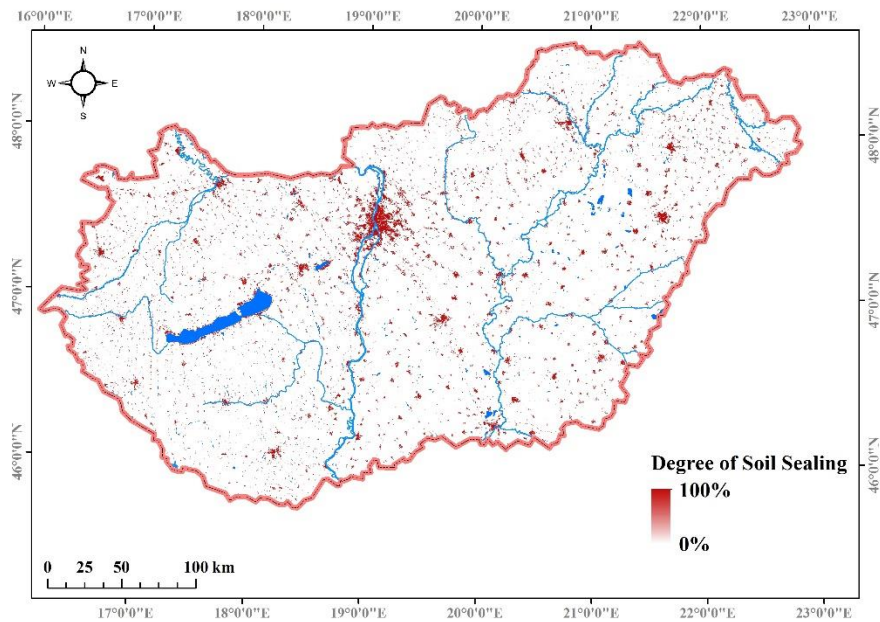 16°0'0"E 17°0'0"E 18°0'0"E 19°0'0"E 20°0'0"E 21°0'0"E 22°0'0"E 23°0'0"E
N
W E
S
48°0'0"N 48°0'0"N
47°0'0"N 47°0'0"N
46°0'0"N 46°0'0"N
Degree of Soil Sealing
100%
0%
0 25 50 100 km
17°0'0"E 18°0'0"E 19°0'0"E 20°0'0"E 21°0'0"E 22°0'0"E 23°0'0"E